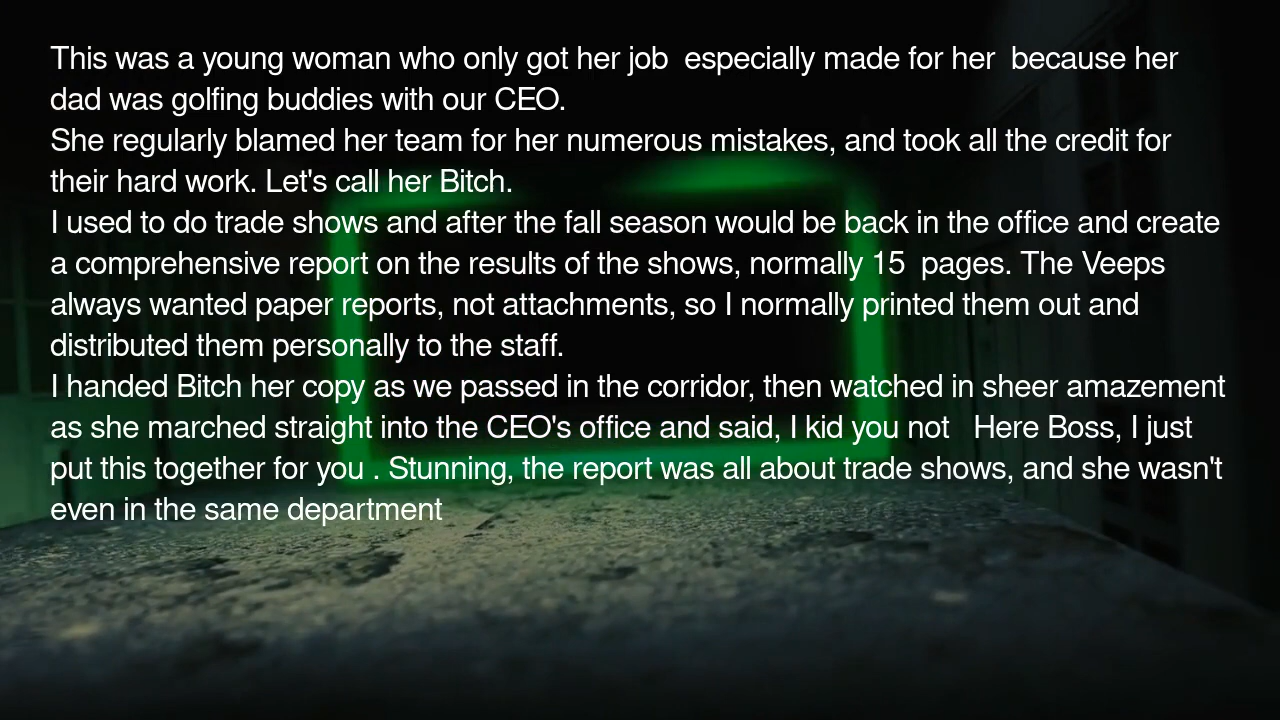 This was a young woman who only got her job  especially made for her  because her
dad was golfing buddies with our CEO.
She regularly blamed her team for her numerous mistakes, and took all the credit for
their hard work. Let's call her Bitch.
I used to do trade shows and after the fall season would be back in the office and create
a comprehensive report on the results of the shows, normally 15  pages. The Veeps
always wanted paper reports, not attachments, so I normally printed them out and
distributed them personally to the staff.
I handed Bitch her copy as we passed in the corridor, then watched in sheer amazement
as she marched straight into the CEO's office and said, I kid you not   Here Boss, I just
put this together for you . Stunning, the report was all about trade shows, and she wasn't
even in the same department